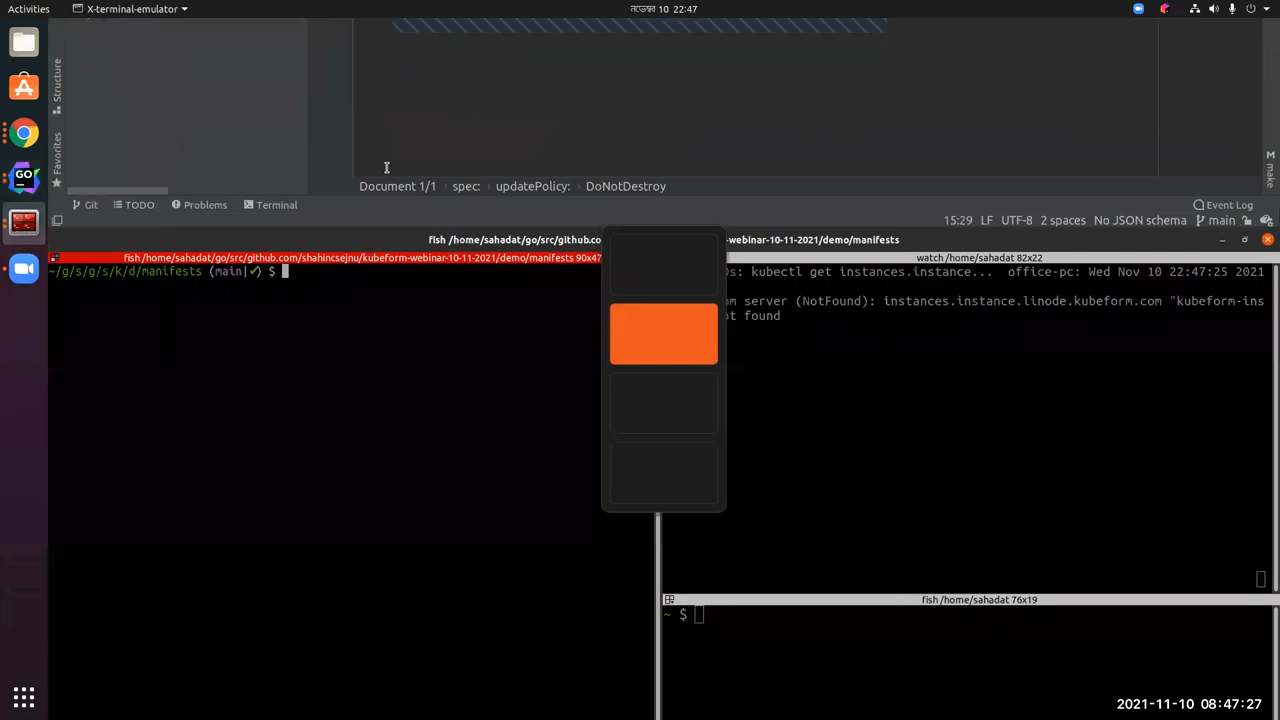 Activities X-terminal-emulator নভেম্বর 10 22:47
GO
Structure
Favorites
make
Document 1/1 spec: updatePolicy: DoNotDestroy
Git TODO Problems Terminal Event Log
15:29 LF UTF-8 2 spaces No JSON schema main
fish /home/sahadat/go/src/github.co -webinar-10-11-2021/demo/manifests
fish /home/sahadat/go/src/github.com/shahincsejnu/kubeform-webinar-10-11-2021/demo/manifests 90x47
watch /home/sahadat 82x22
~/g/s/g/s/k/d/manifests (main|✔) $
0s: kubectl get instances.instance... office-pc: Wed Nov 10 22:47:25 2021
om server (NotFound): instances.instance.linode.kubeform.com "kubeform-ins
ot found
fish /home/sahadat 76x19
~ $
2021-11-10 08:47:27